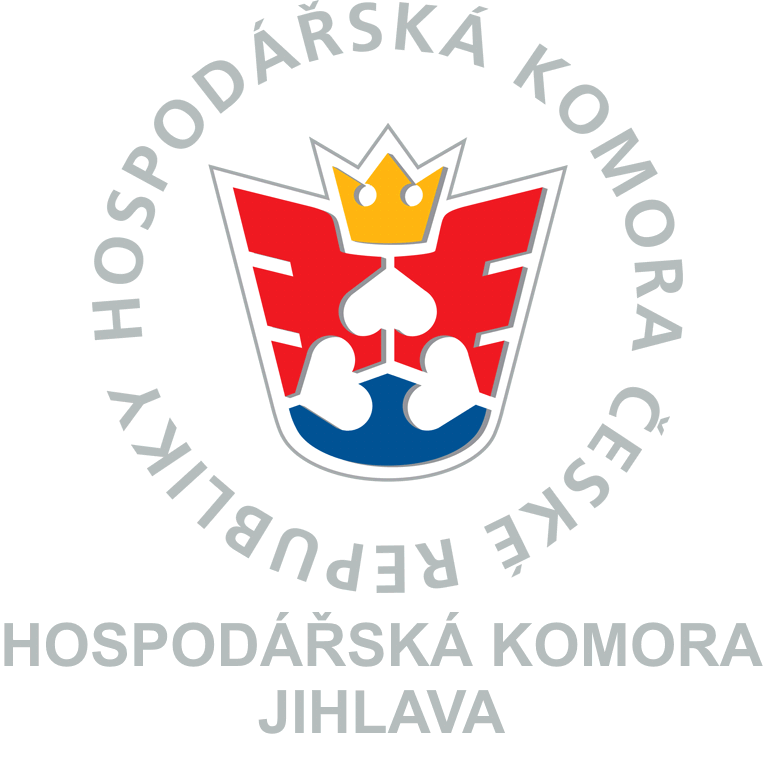 HOSPODÁŘSKÁ KOMORA ČESKÉ REPUBLIKY
HOSPODÁŘSKÁ KOMORA
JIHLAVA